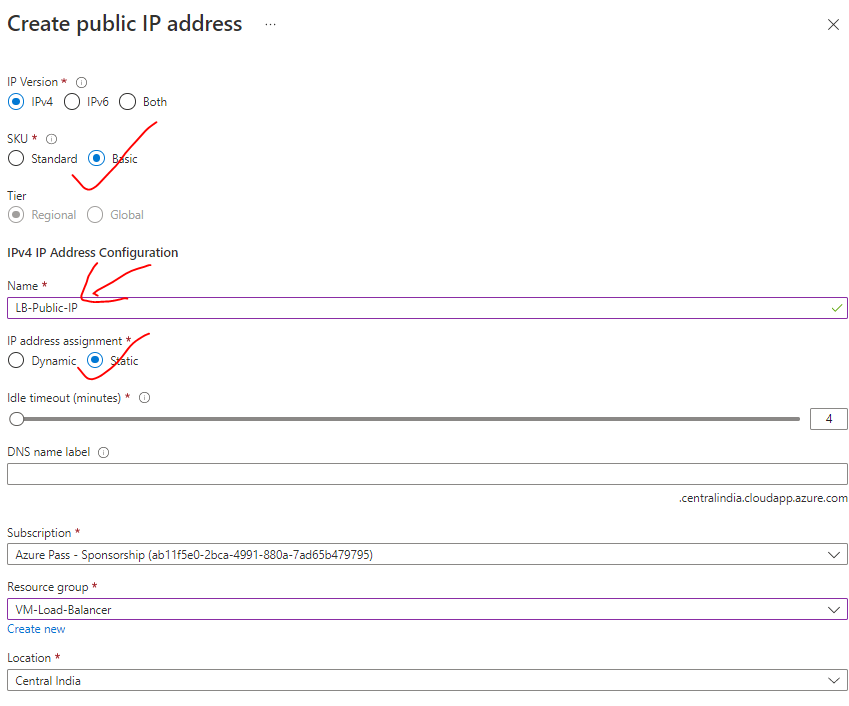 Create public IP address ...
IP Version *
IPv4 IPv6 Both
SKU *
Standard Basic
Tier
Regional Global
IPv4 IP Address Configuration
Name *
LB-Public-IP
IP address assignment *
Dynamic Static
Idle timeout (minutes) *
4
DNS name label
.centralindia.cloudapp.azure.com
Subscription *
Azure Pass - Sponsorship (ab11f5e0-2bca-4991-880a-7ad65b479795)
Resource group *
VM-Load-Balancer
Create new
Location *
Central India